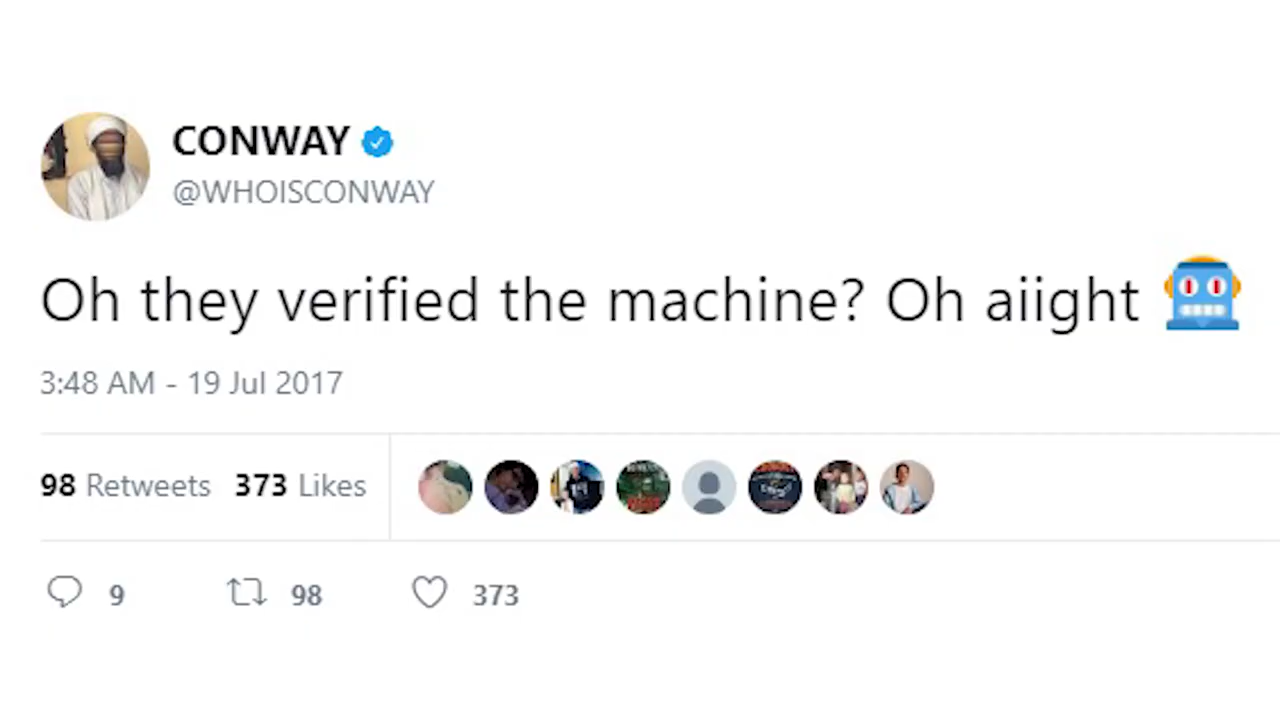 CONWAY
@WHOISCONWAY
Oh they verified the machine? Oh aiight 🤖
3:48 AM - 19 Jul 2017
98 Retweets 373 Likes
9 98 373